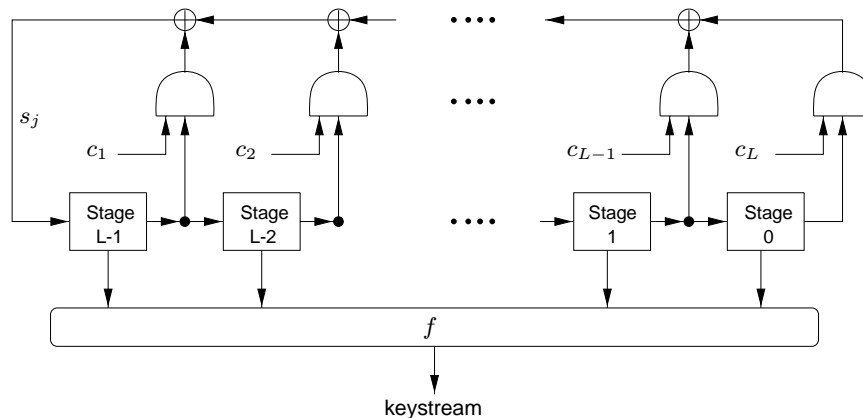 s_j
c_1
c_2
c_{L-1}
c_L
Stage
L-1
Stage
L-2
Stage
1
Stage
0
f
keystream